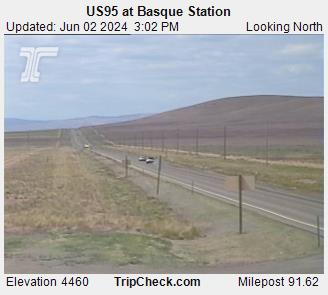 US95 at Basque Station
Updated: Jun 02 2024  3:02 PM Looking North
Elevation 4460 TripCheck.com Milepost 91.62